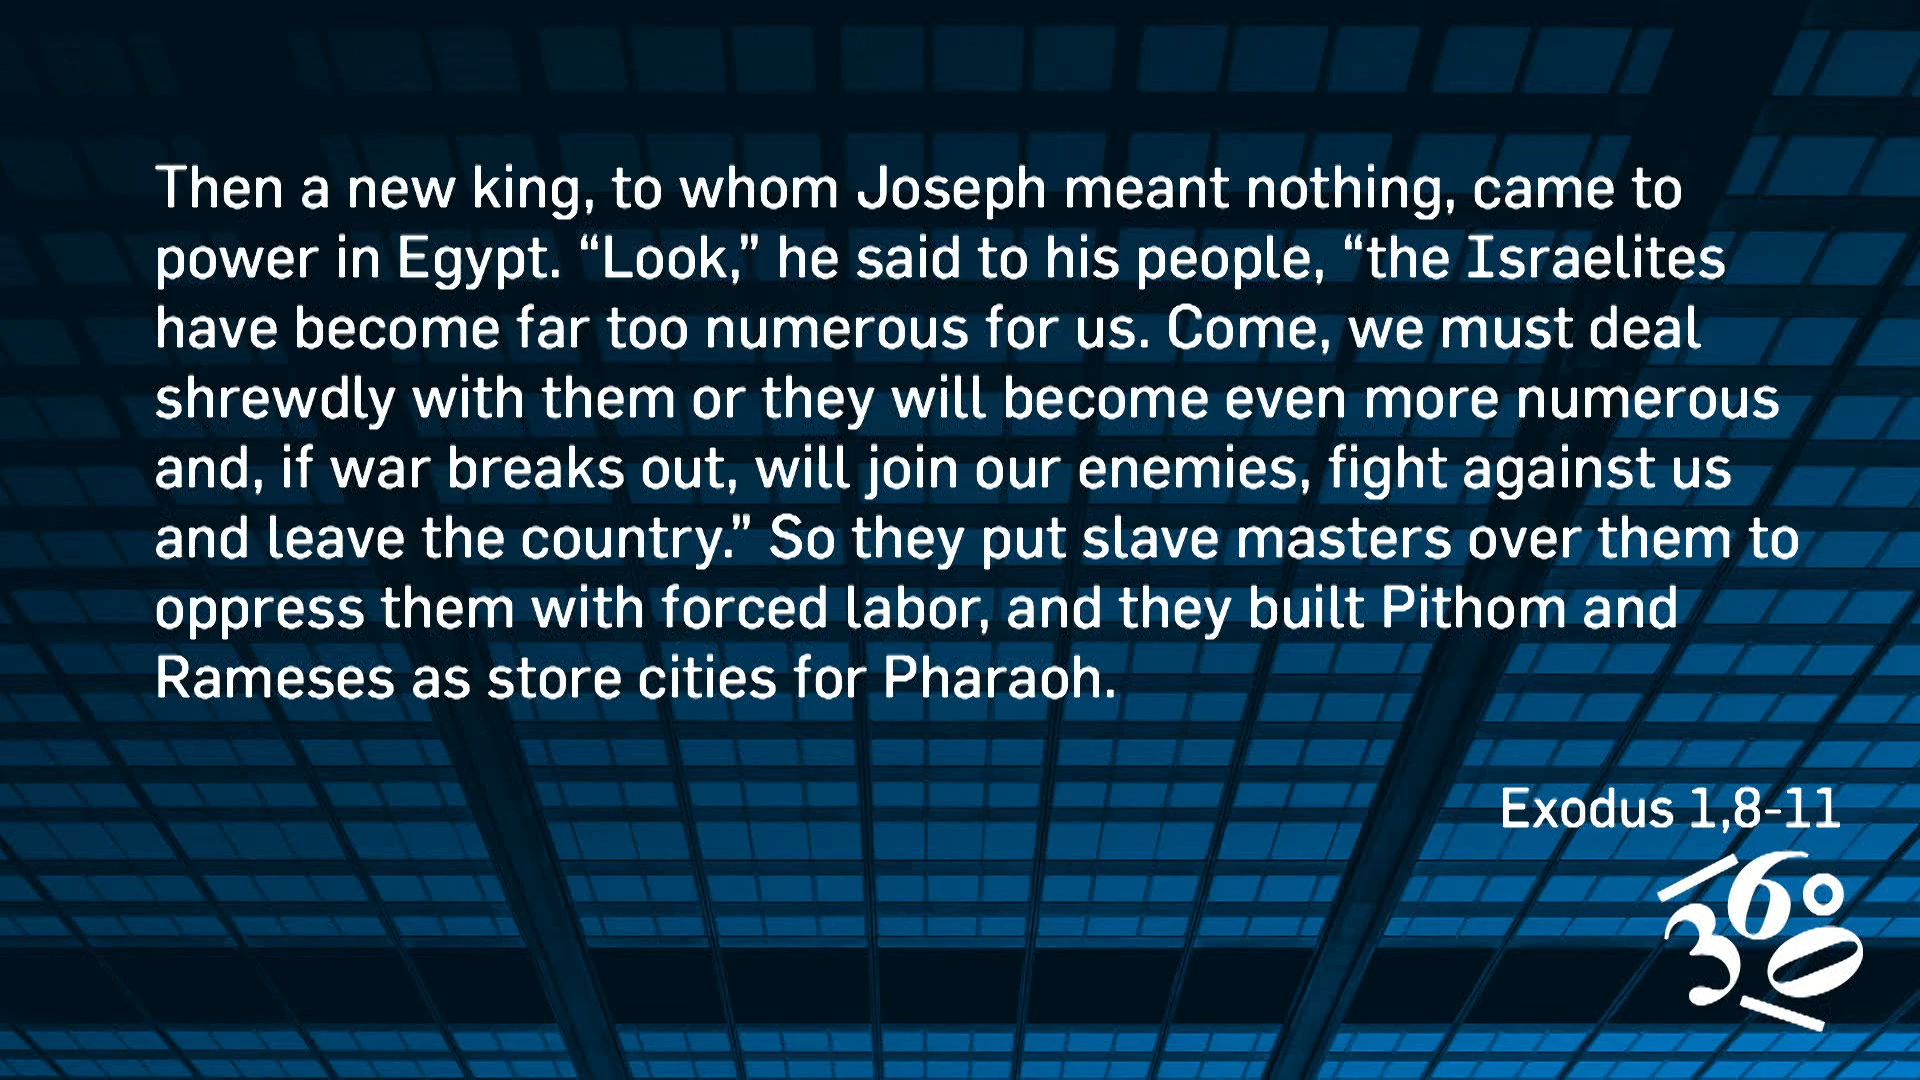 Then a new king, to whom Joseph meant nothing, came to
power in Egypt. “Look,” he said to his people, “the Israelites
have become far too numerous for us. Come, we must deal
shrewdly with them or they will become even more numerous
and, if war breaks out, will join our enemies, fight against us
and leave the country.” So they put slave masters over them to
oppress them with forced labor, and they built Pithom and
Rameses as store cities for Pharaoh.
Exodus 1,8-11
360°